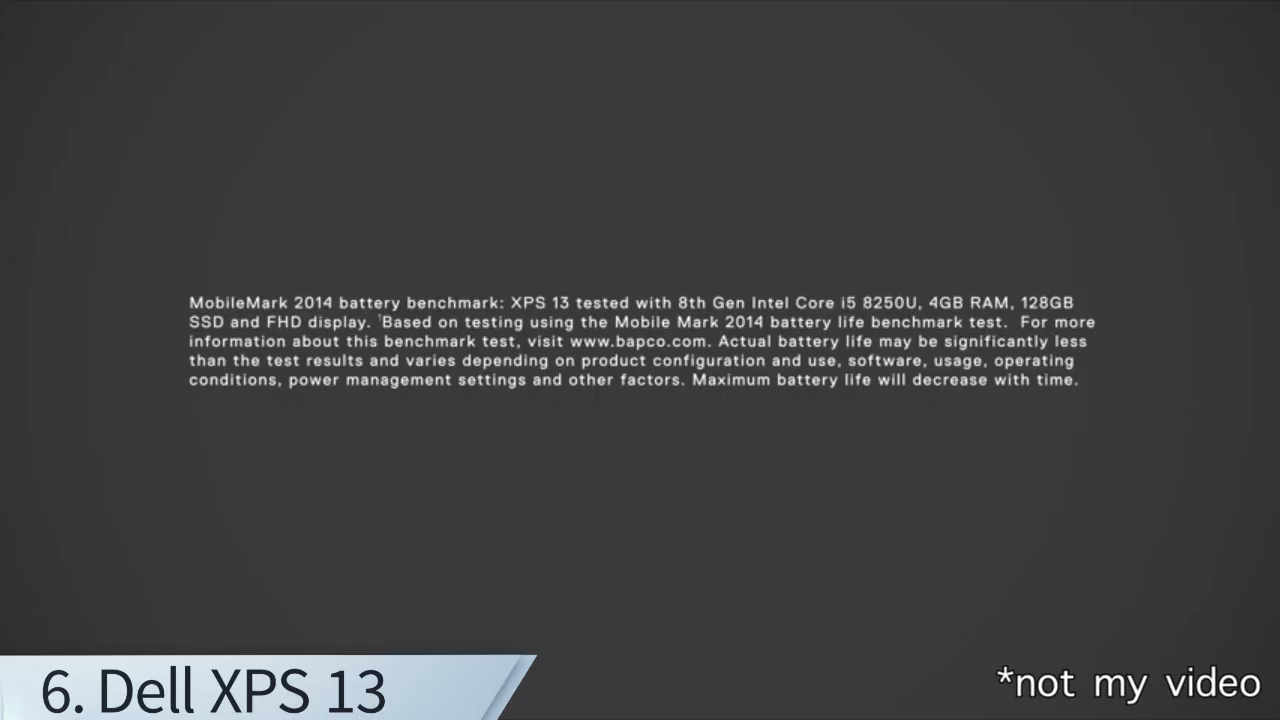 MobileMark 2014 battery benchmark: XPS 13 tested with 8th Gen Intel Core i5 8250U, 4GB RAM, 128GB
SSD and FHD display. ¹Based on testing using the Mobile Mark 2014 battery life benchmark test.  For more
information about this benchmark test, visit www.bapco.com. Actual battery life may be significantly less
than the test results and varies depending on product configuration and use, software, usage, operating
conditions, power management settings and other factors. Maximum battery life will decrease with time.
6. Dell XPS 13
*not my video